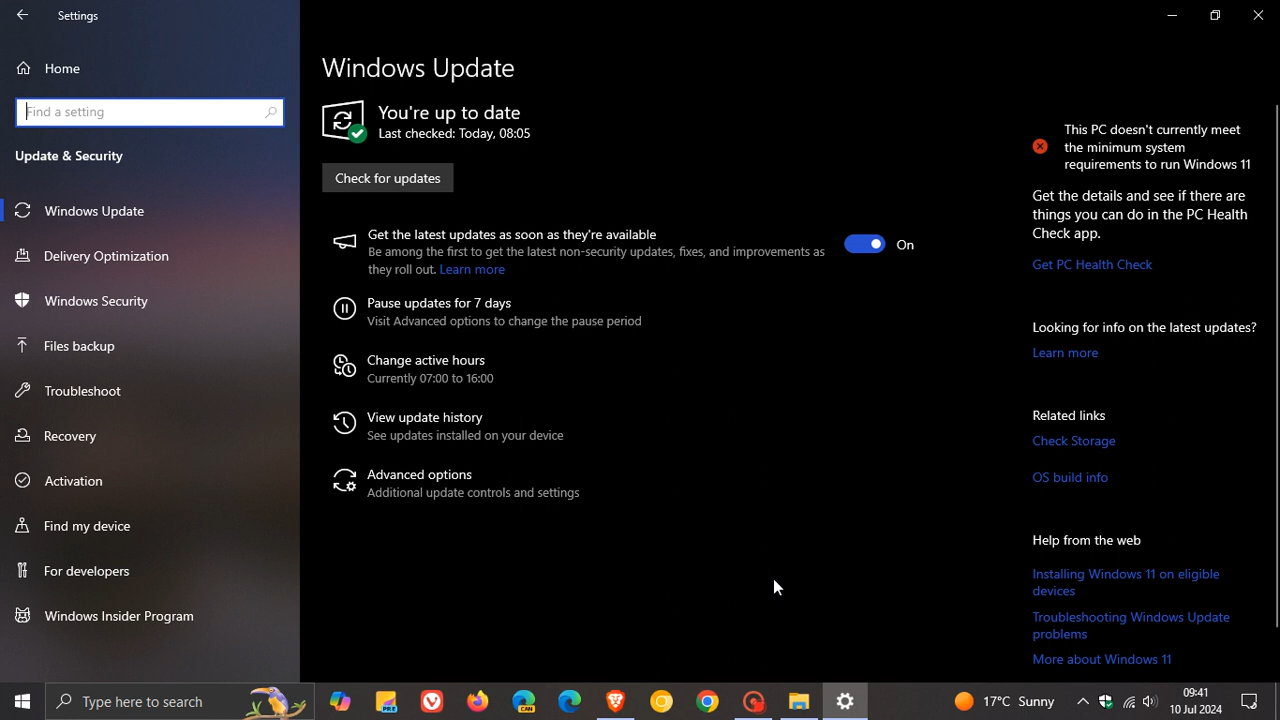 Settings
Home
Find a setting
Update & Security
Windows Update
Delivery Optimization
Windows Security
Files backup
Troubleshoot
Recovery
Activation
Find my device
For developers
Windows Insider Program
Windows Update
You're up to date
Last checked: Today, 08:05
Check for updates
Get the latest updates as soon as they're available
Be among the first to get the latest non-security updates, fixes, and improvements as
they roll out. Learn more
On
Pause updates for 7 days
Visit Advanced options to change the pause period
Change active hours
Currently 07:00 to 16:00
View update history
See updates installed on your device
Advanced options
Additional update controls and settings
This PC doesn't currently meet
the minimum system
requirements to run Windows 11
Get the details and see if there are
things you can do in the PC Health
Check app.
Get PC Health Check
Looking for info on the latest updates?
Learn more
Related links
Check Storage
OS build info
Help from the web
Installing Windows 11 on eligible
devices
Troubleshooting Windows Update
problems
More about Windows 11
Type here to search
PRE
CAN
17°C Sunny
09:41
10 Jul 2024